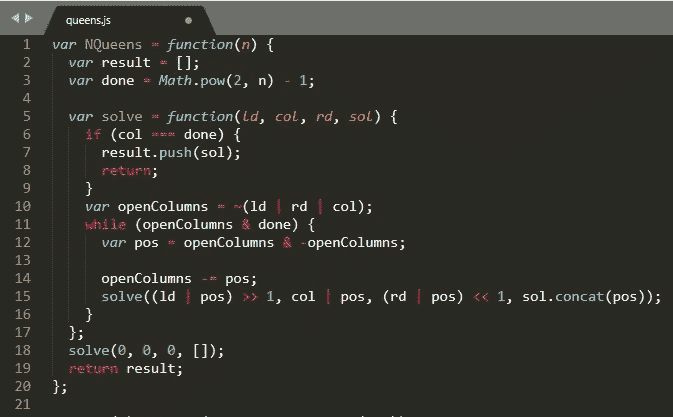 queens.js
1 var NQueens = function(n) {
2   var result = [];
3   var done = Math.pow(2, n) - 1;
4
5   var solve = function(ld, col, rd, sol) {
6     if (col === done) {
7       result.push(sol);
8       return;
9     }
10     var openColumns = ~(ld | rd | col);
11     while (openColumns & done) {
12       var pos = openColumns & -openColumns;
13
14       openColumns -= pos;
15       solve((ld | pos) >> 1, col | pos, (rd | pos) << 1, sol.concat(pos));
16     }
17   };
18   solve(0, 0, 0, []);
19   return result;
20 };
21